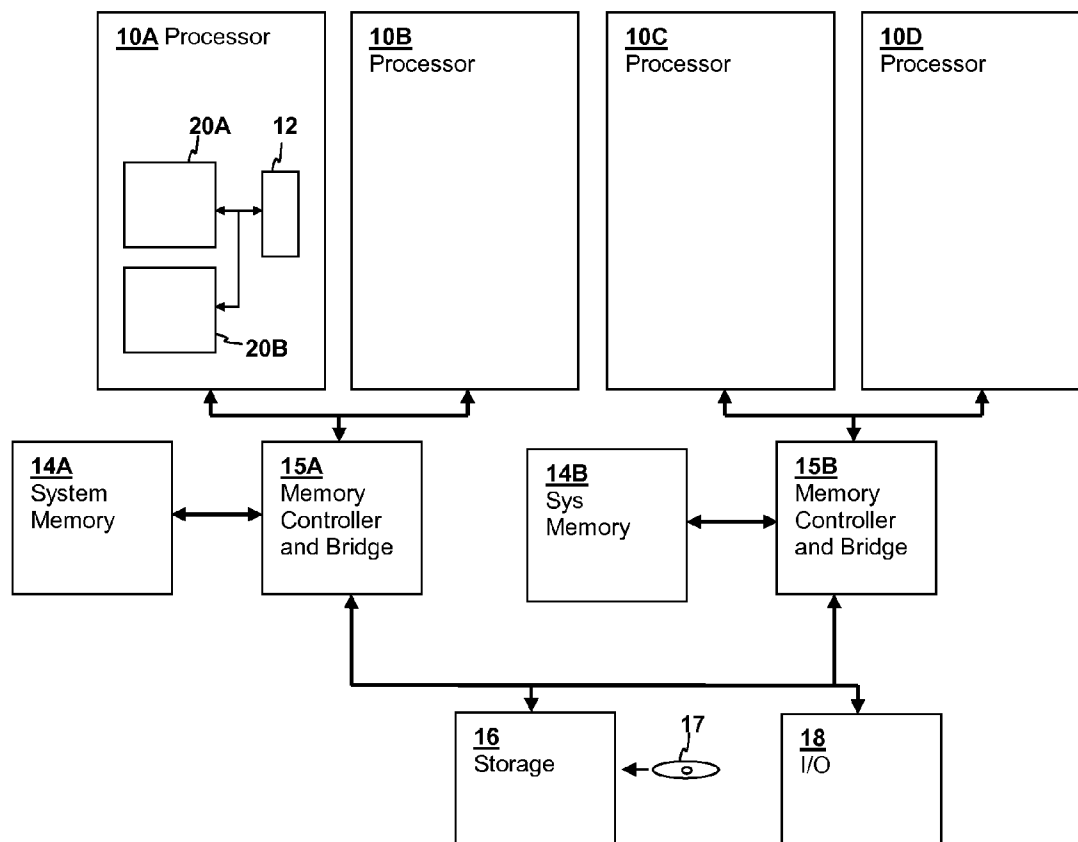 10A Processor
10B
Processor
10C
Processor
10D
Processor
20A
12
20B
14A
System
Memory
15A
Memory
Controller
and Bridge
14B
Sys
Memory
15B
Memory
Controller
and Bridge
16
Storage
17
18
I/O